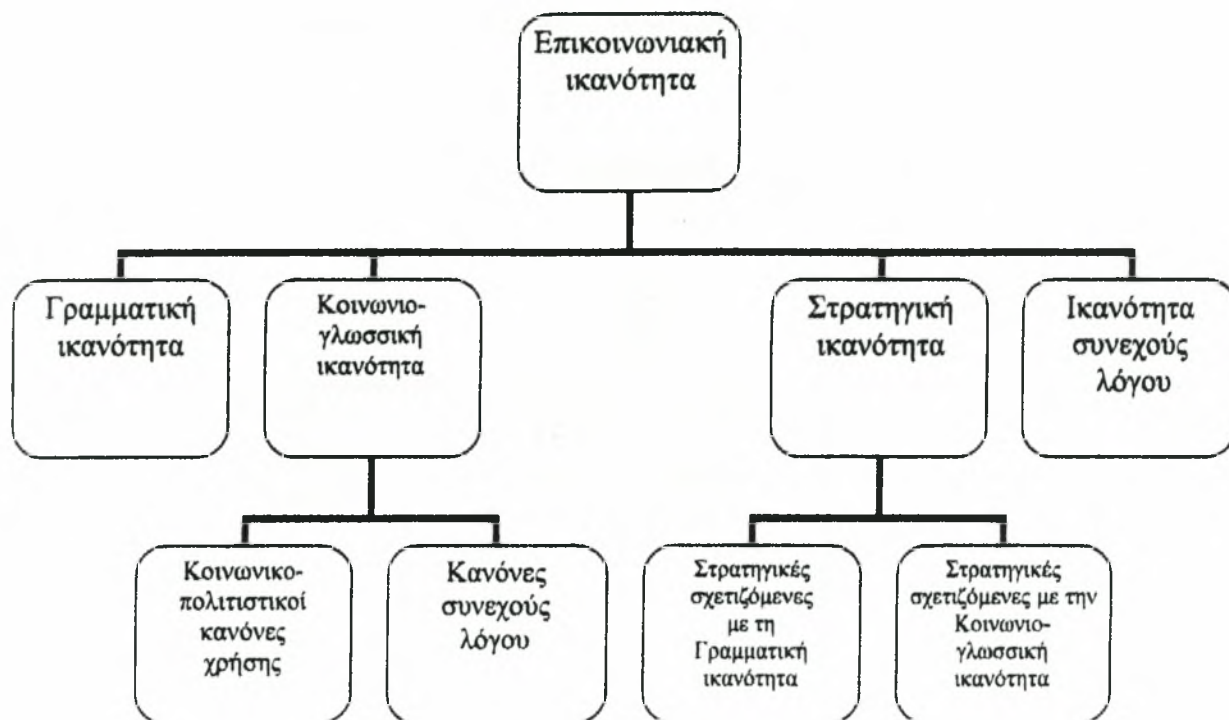 Επικοινωνιακή
ικανότητα
Γραμματική
ικανότητα
Κοινωνιο-
γλωσσική
ικανότητα
Στρατηγική
ικανότητα
Ικανότητα
συνεχούς
λόγου
Κοινωνικο-
πολιτιστικοί
κανόνες
χρήσης
Κανόνες
συνεχούς
λόγου
Στρατηγικές
σχετιζόμενες
με τη
Γραμματική
ικανότητα
Στρατηγικές
σχετιζόμενες με την
Κοινωνιο-
γλωσσική
ικανότητα